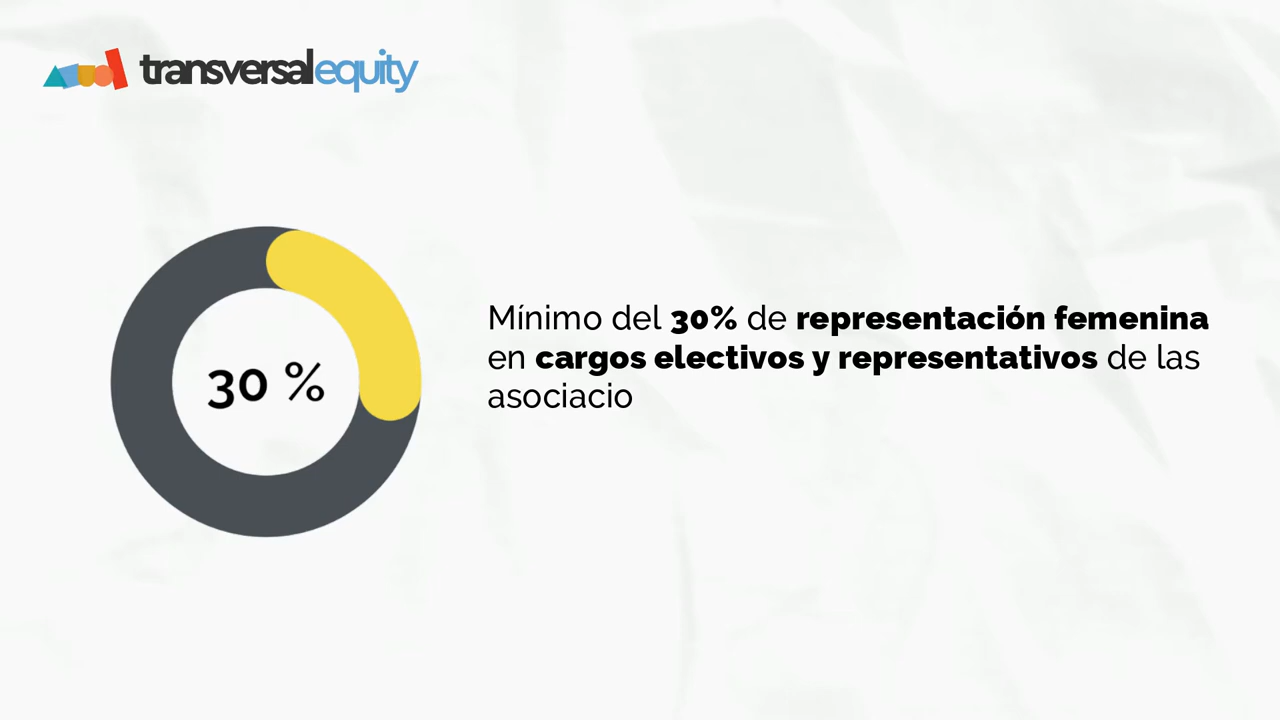 transversalequity
30 %
Mínimo del 30% de representación femenina
en cargos electivos y representativos de las
asociacio